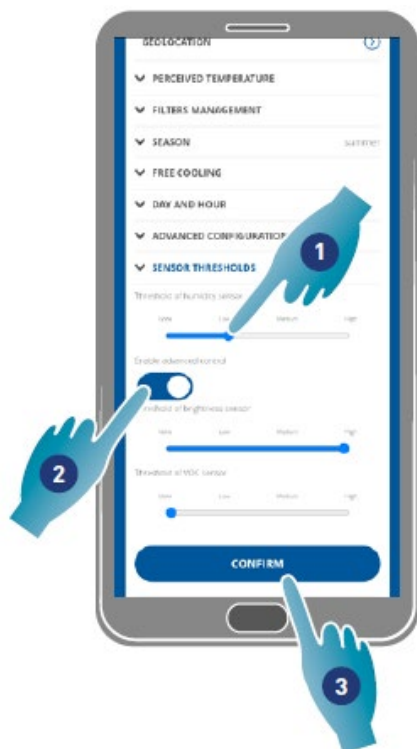 GEOLOCATION
PERCEIVED TEMPERATURE
FILTERS MANAGEMENT
SEASON summer
FREE COOLING
DAY AND HOUR
ADVANCED CONFIGURATION
1
SENSOR THRESHOLDS
Threshold of humidity sensor
None Low Medium High
Enable advanced control
Threshold of brightness sensor
None Low Medium High
2
Threshold of VOC sensor
None Low Medium High
CONFIRM
3